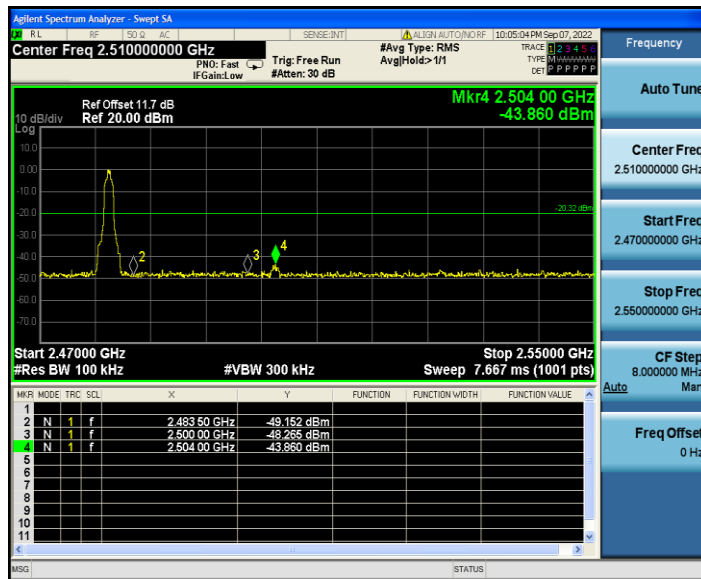 Agilent Spectrum Analyzer - Swept SA
RL RF 50 Ω AC SENSE:INT ALIGN AUTO/NO RF 10:05:04 PM Sep 07, 2022
Center Freq 2.510000000 GHz #Avg Type: RMS TRACE 1 2 3 4 5 6
PNO: Fast Trig: Free Run Avg|Hold:>1/1 TYPE MWWWWW
IFGain:Low #Atten: 30 dB DET P P P P P P
Mkr4 2.504 00 GHz
-43.860 dBm
Ref Offset 11.7 dB
10 dB/div Ref 20.00 dBm
Log
10.0
0.00
-10.0
-20.0
-20.32 dBm
-30.0
-40.0
-50.0
-60.0
-70.0
2
3
4
Start 2.47000 GHz Stop 2.55000 GHz
#Res BW 100 kHz #VBW 300 kHz Sweep 7.667 ms (1001 pts)
MKR MODE TRC SCL X Y FUNCTION FUNCTION WIDTH FUNCTION VALUE
1
2 N 1 f 2.483 50 GHz -49.152 dBm
3 N 1 f 2.500 00 GHz -48.265 dBm
4 N 1 f 2.504 00 GHz -43.860 dBm
5
6
7
8
9
10
11
MSG STATUS
Frequency
Auto Tune
Center Freq
2.510000000 GHz
Start Freq
2.470000000 GHz
Stop Freq
2.550000000 GHz
CF Step
8.000000 MHz
Auto Man
Freq Offset
0 Hz